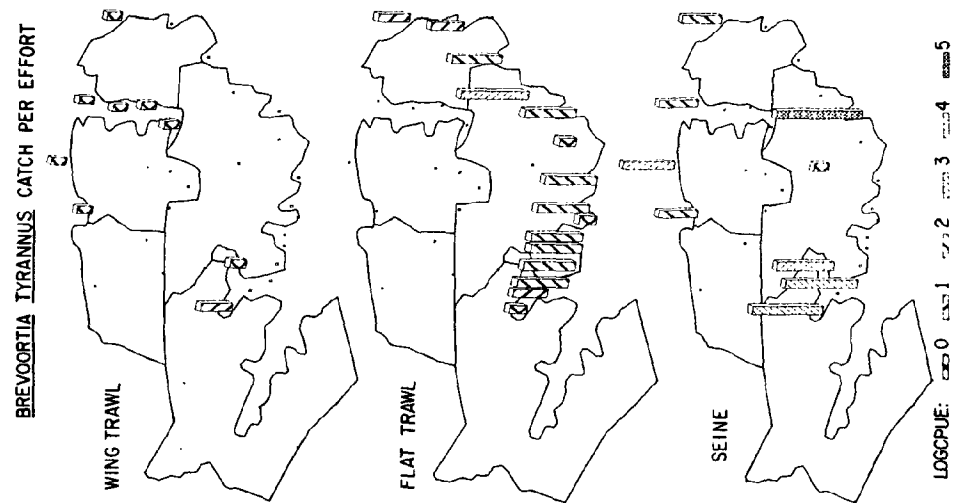 BREVOORTIA TYRANNUS CATCH PER EFFORT
WING TRAWL
FLAT TRAWL
SEINE
LOGCPUE: 0 1 2 3 4 5